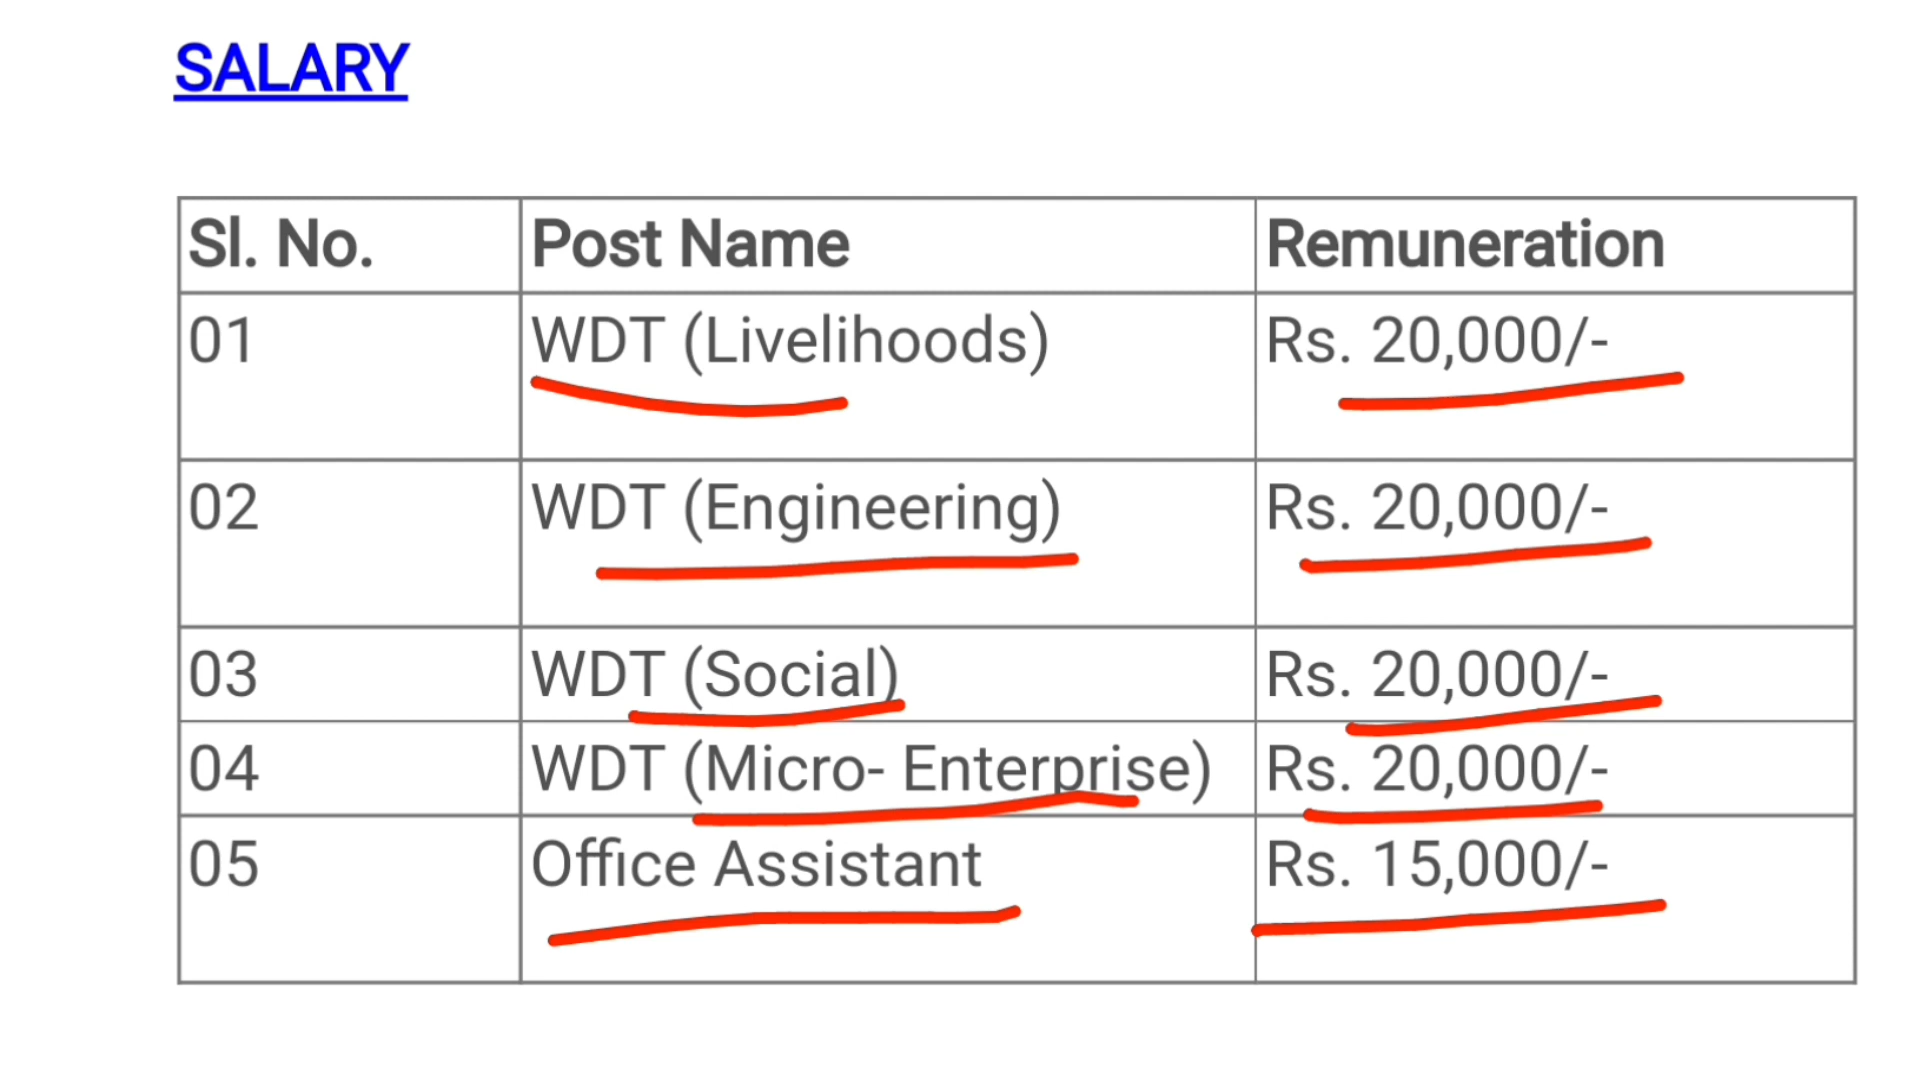 SALARY
Sl. No. Post Name Remuneration
01 WDT (Livelihoods) Rs. 20,000/-
02 WDT (Engineering) Rs. 20,000/-
03 WDT (Social) Rs. 20,000/-
04 WDT (Micro- Enterprise) Rs. 20,000/-
05 Office Assistant Rs. 15,000/-